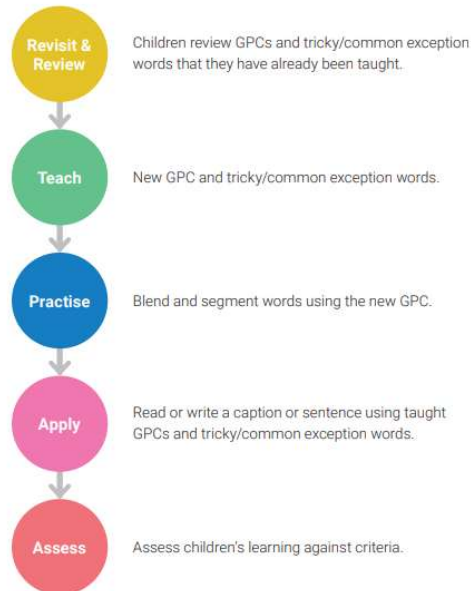 Revisit &
Review
Children review GPCs and tricky/common exception
words that they have already been taught.
Teach
New GPC and tricky/common exception words.
Practise
Blend and segment words using the new GPC.
Apply
Read or write a caption or sentence using taught
GPCs and tricky/common exception words.
Assess
Assess children's learning against criteria.